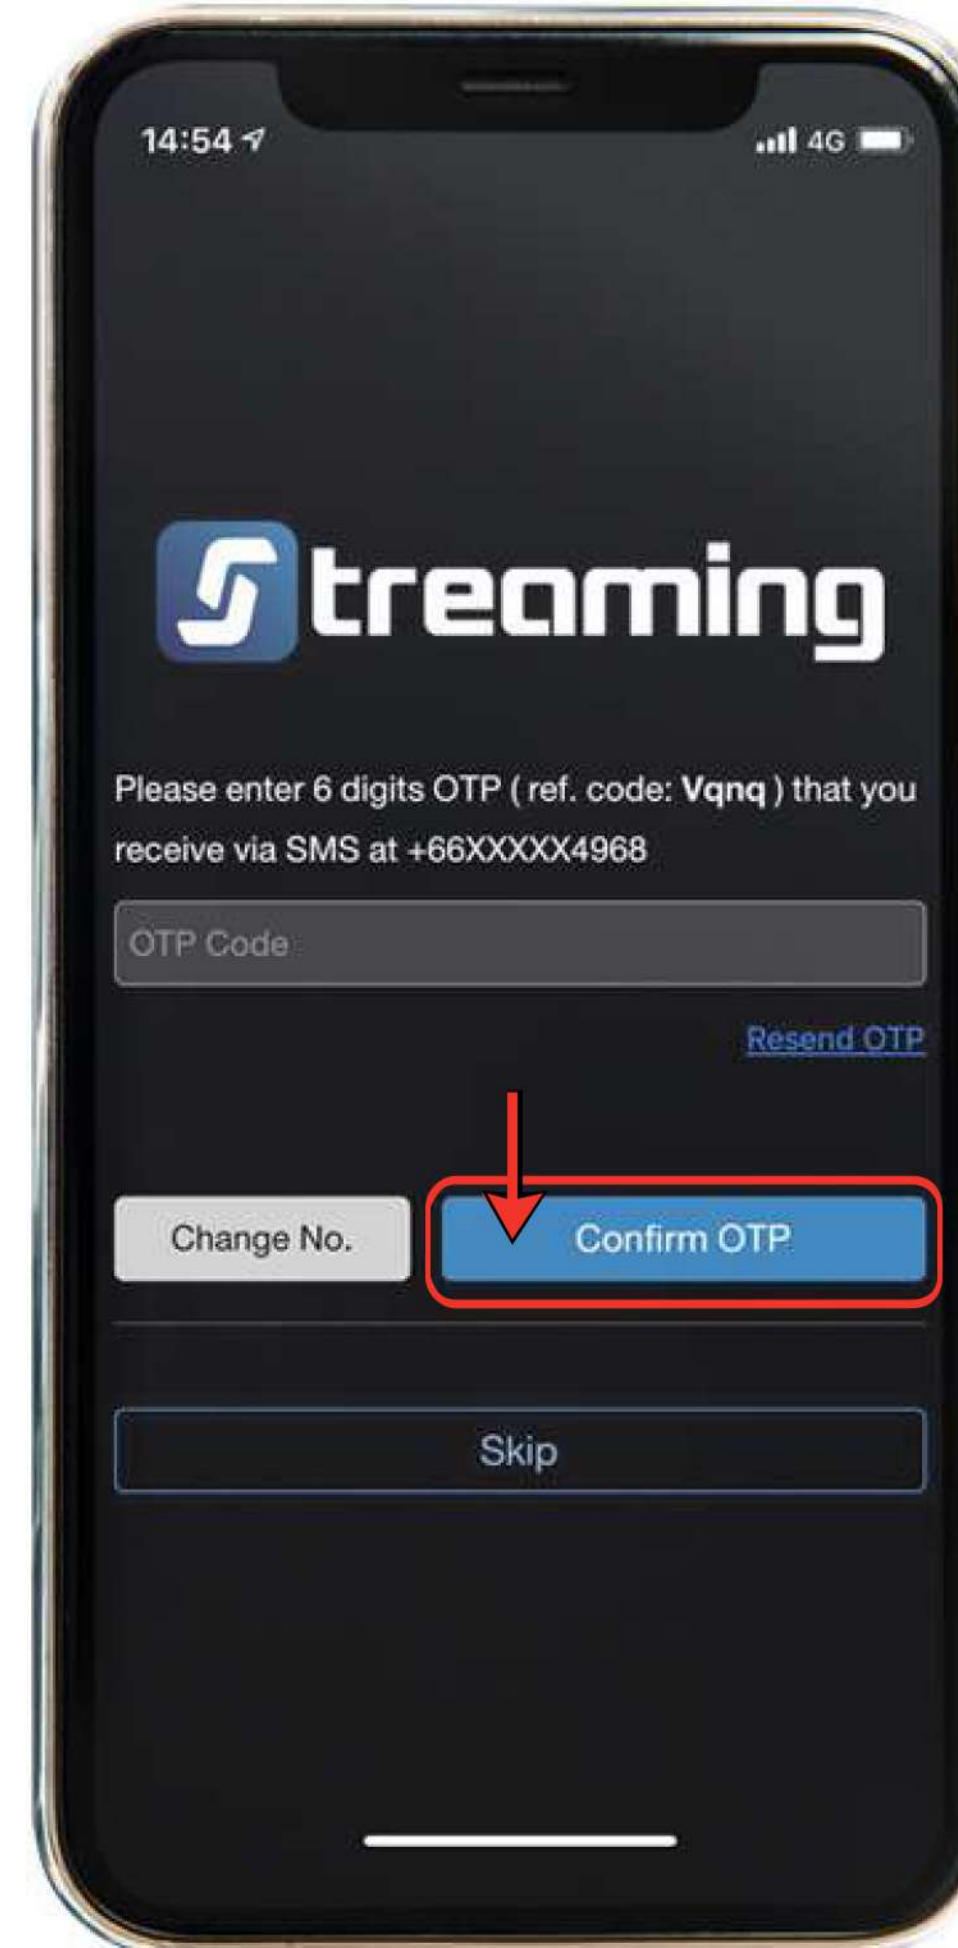 14:54
4G
Streaming
Please enter 6 digits OTP ( ref. code: Vqnq ) that you
receive via SMS at +66XXXXX4968
OTP Code
Resend OTP
Change No.
Confirm OTP
Skip